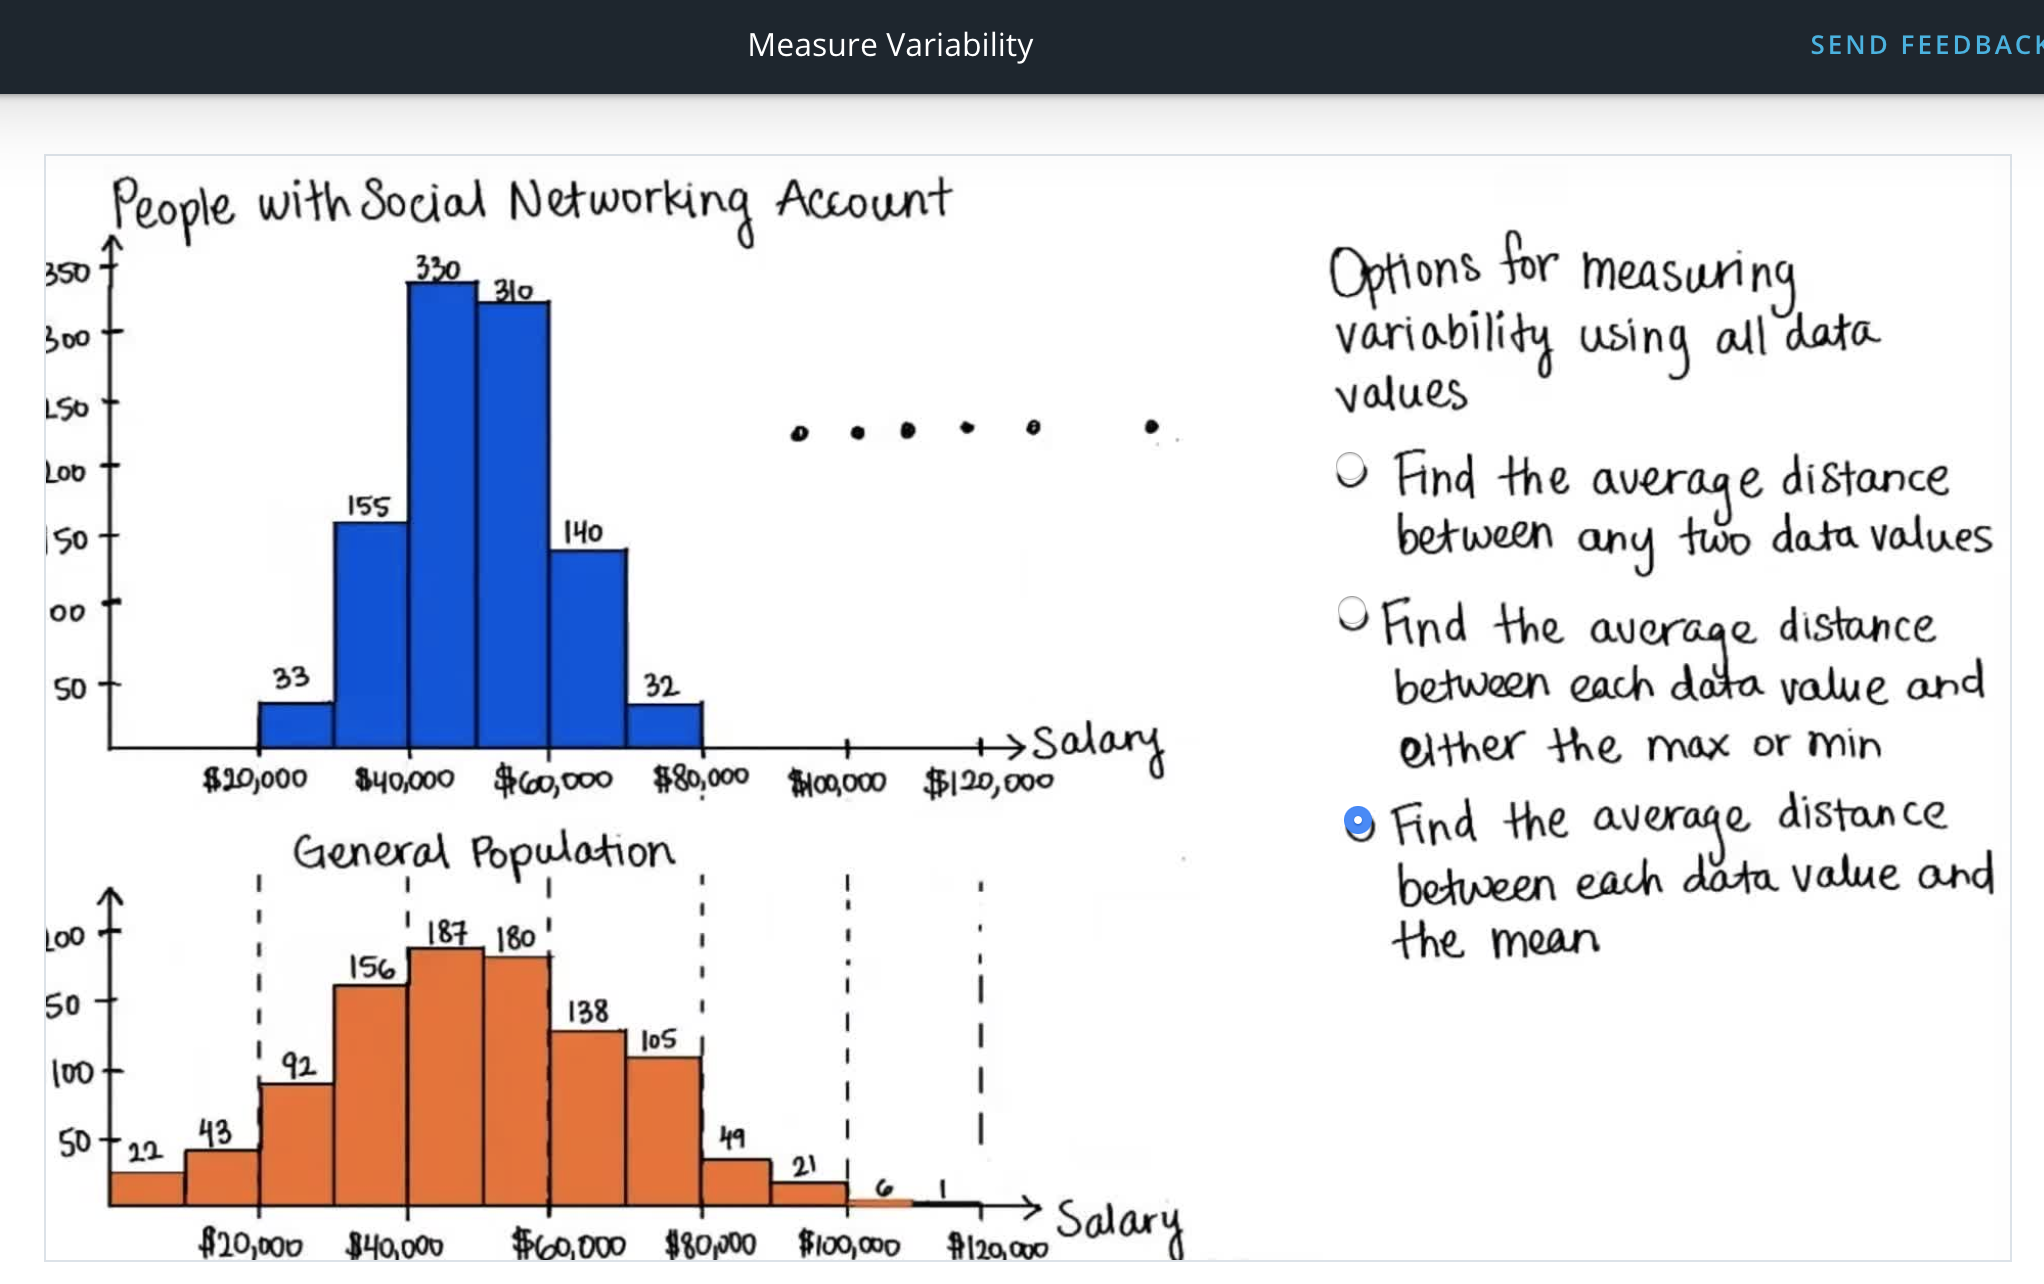 Measure Variability
SEND FEEDBACK
People with Social Networking Account
350
300
250
200
150
00
50
33
155
330
310
140
32
Salary
$20,000 $40,000 $60,000 $80,000 $100,000 $120,000
General Population
200
50
100
50
22
43
92
156
187
180
138
105
49
21
6
1
Salary
$20,000 $40,000 $60,000 $80,000 $100,000 $120,000
Options for measuring
variability using all data
values
Find the average distance
between any two data values
Find the average distance
between each data value and
either the max or min
Find the average distance
between each data value and
the mean